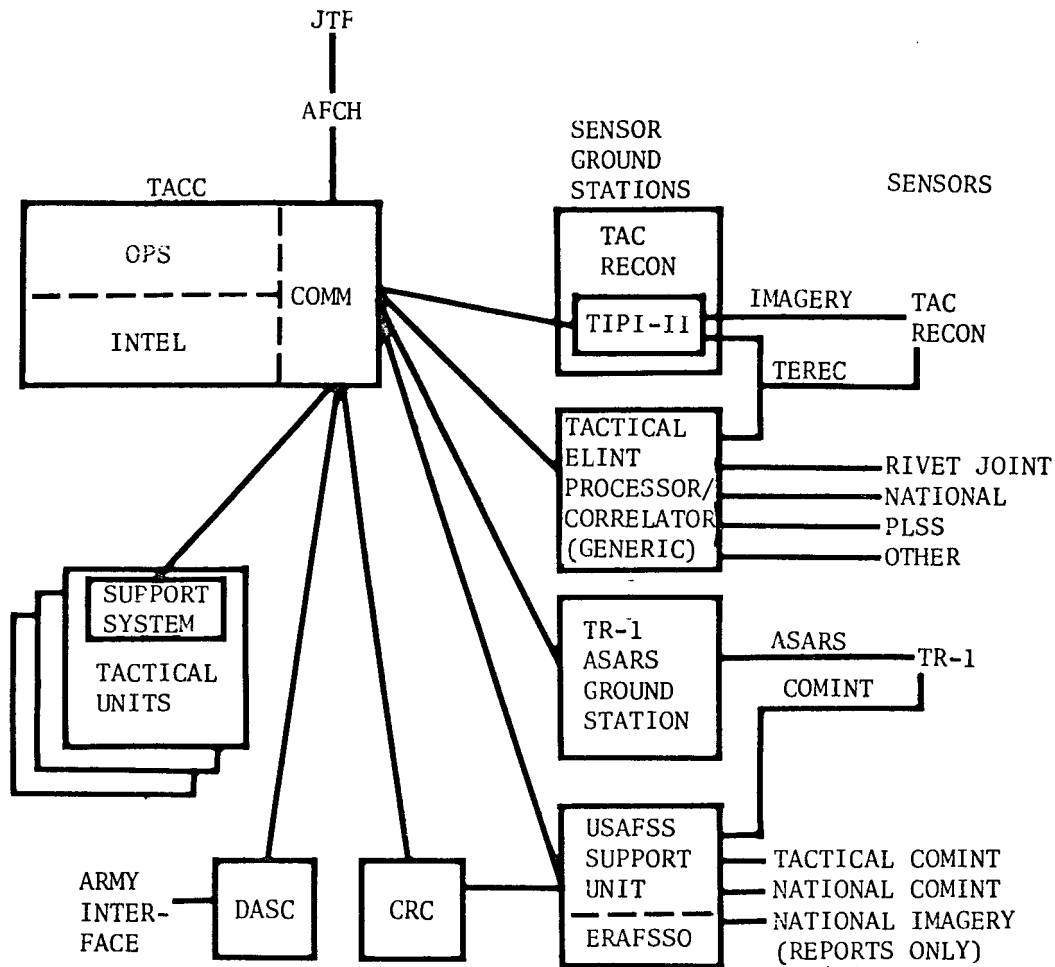 JTF
AFCH
TACC
OPS
COMM
INTEL
SENSOR
GROUND
STATIONS
SENSORS
TAC
RECON
TIPI-II
IMAGERY
TAC
RECON
TEREC
TACTICAL
ELINT
PROCESSOR/
CORRELATOR
(GENERIC)
RIVET JOINT
NATIONAL
PLSS
OTHER
SUPPORT
SYSTEM
TACTICAL
UNITS
TR-1
ASARS
GROUND
STATION
ASARS
TR-1
COMINT
USAFSS
SUPPORT
UNIT
ERAFSSO
TACTICAL COMINT
NATIONAL COMINT
NATIONAL IMAGERY
(REPORTS ONLY)
ARMY
INTER-
FACE
DASC
CRC